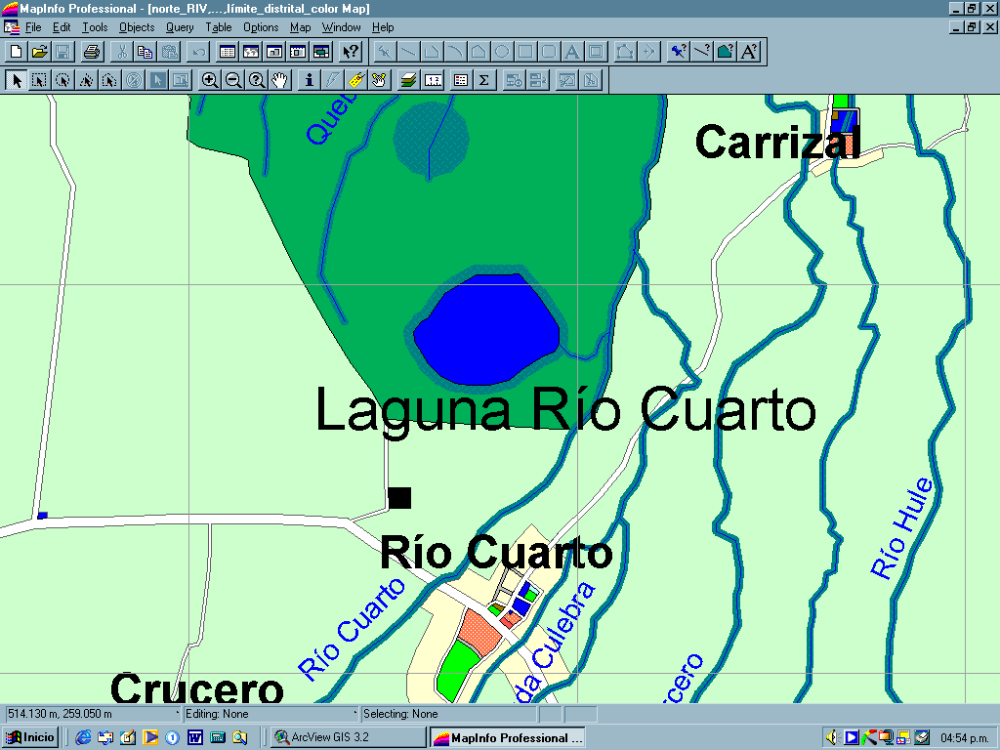 MapInfo Professional - [norte_RIV,...,límite_distrital_color Map]
File Edit Tools Objects Query Table Options Map Window Help
Carrizal
Laguna Río Cuarto
Río Hule
Río Cuarto
Río Cuarto
da Culebra
rcero
Crucero
514.130 m, 259.050 m Editing: None Selecting: None
Inicio ArcView GIS 3.2 MapInfo Professional ... 04:54 p.m.